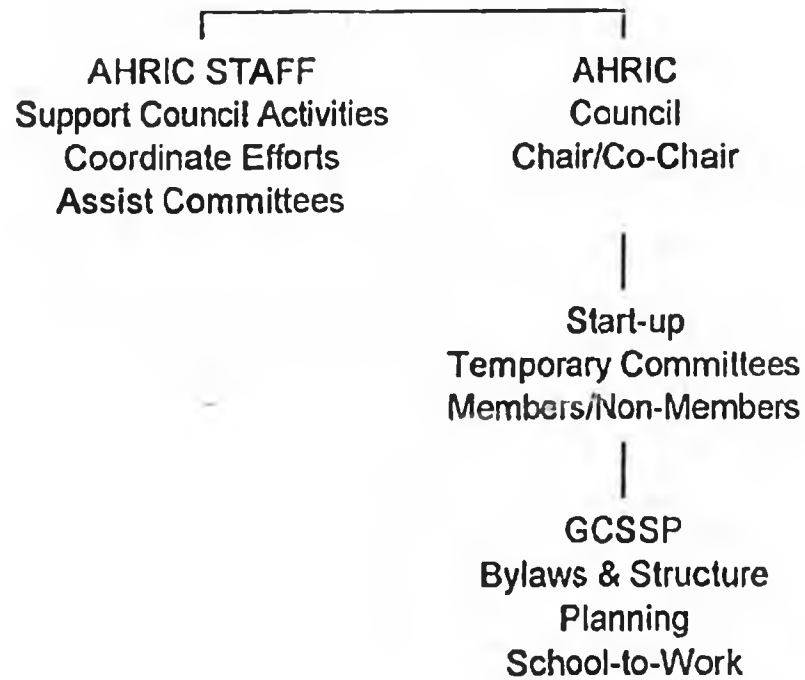 AHRIC STAFF
Support Council Activities
Coordinate Efforts
Assist Committees
AHRIC
Council
Chair/Co-Chair
Start-up
Temporary Committees
Members/Non-Members
GCSSP
Bylaws & Structure
Planning
School-to-Work